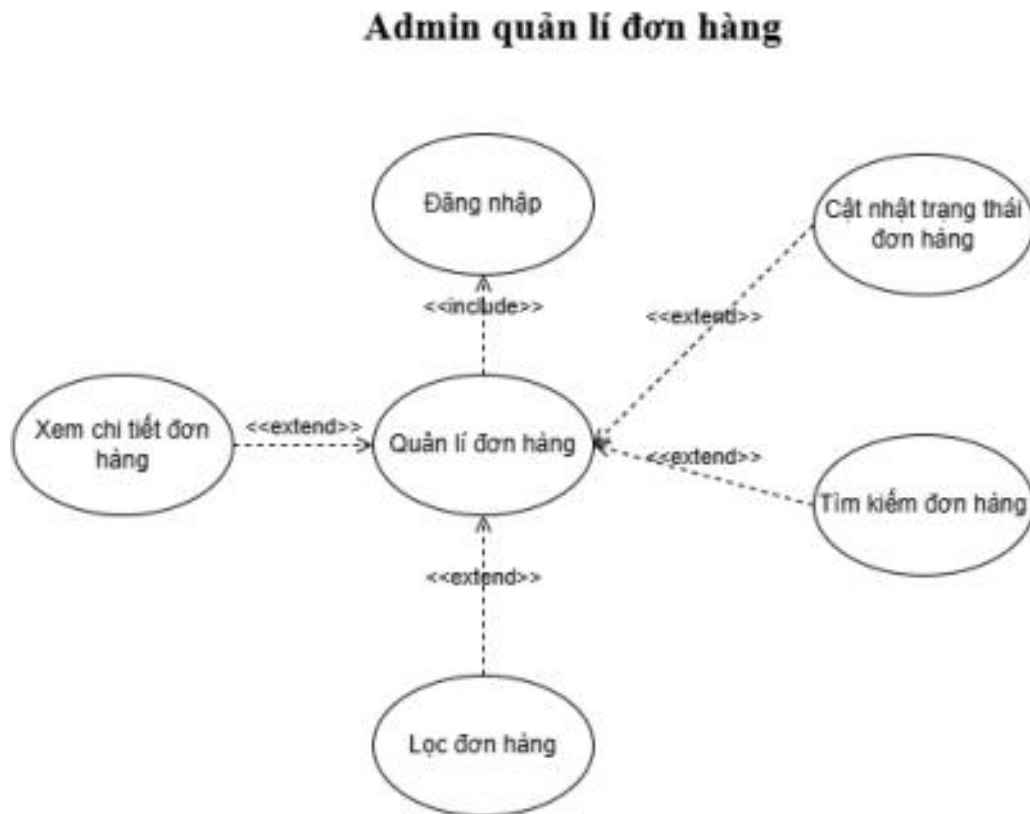 Admin quản lí đơn hàng
Đăng nhập
Cật nhật trạng thái
đơn hàng
<<include>>
<<extend>>
Xem chi tiết đơn
hàng
<<extend>>
Quản lí đơn hàng
<<extend>>
Tìm kiếm đơn hàng
<<extend>>
Lọc đơn hàng